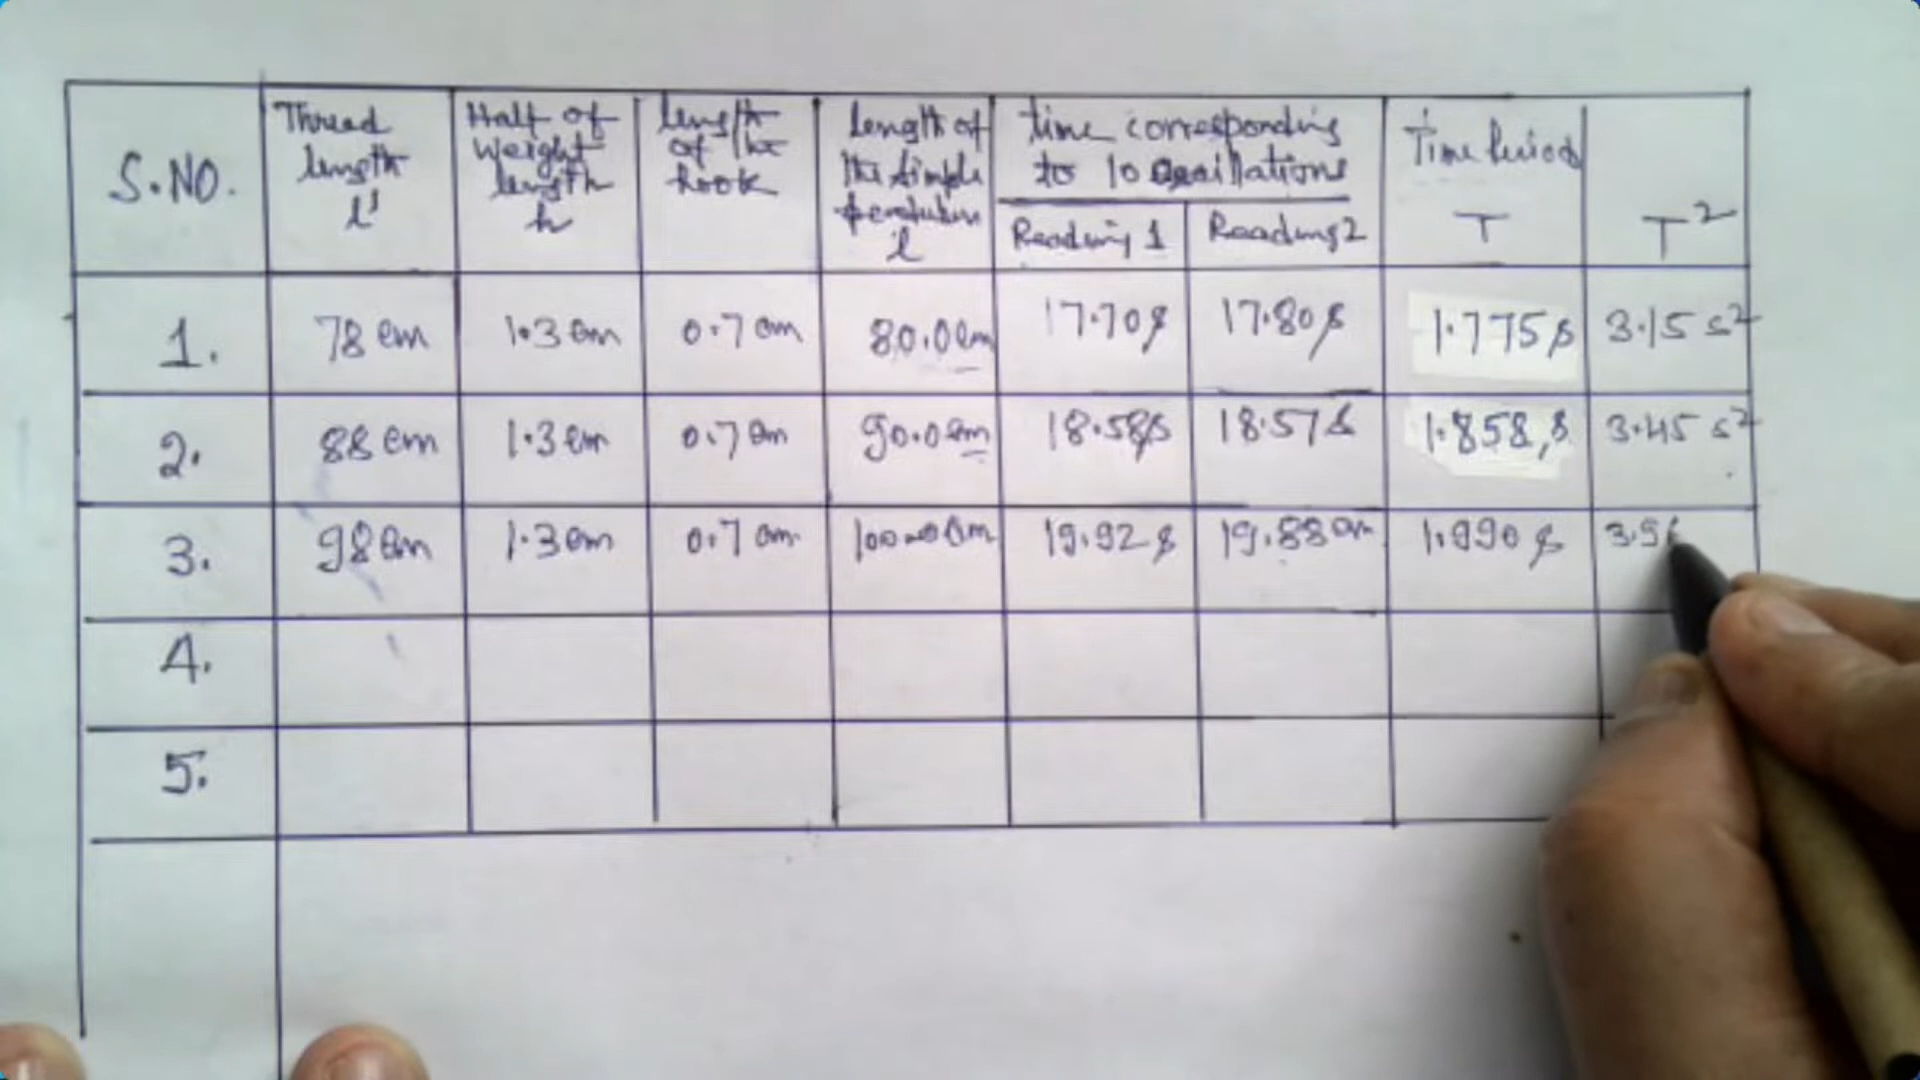 S.NO.
Thread
length
l'
Half of
weight
length
h
length
of the
hook
length of
the simple
pendulum
l
time corresponding
to 10 Oscillations
Reading 1
Reading 2
Time Period
T
T²
1.
78 cm
1.3 cm
0.7 cm
80.0 cm
17.70 s
17.80 s
1.775 s
3.15 s²
2.
88 cm
1.3 cm
0.7 cm
90.0 cm
18.58 s
18.57 s
1.858 s
3.45 s²
3.
98 cm
1.3 cm
0.7 cm
19.92 s
19.88 cm
1.990 s
4.
5.